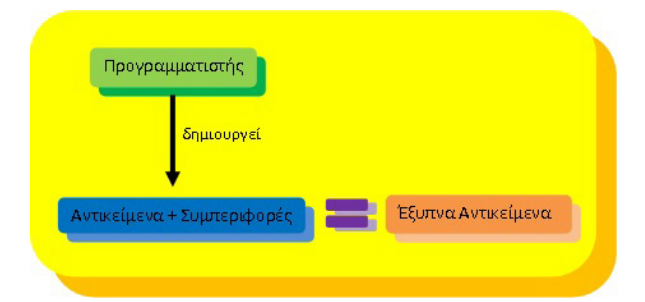 Προγραμματιστής
δημιουργεί
Αντικείμενα + Συμπεριφορές
Έξυπνα Αντικείμενα